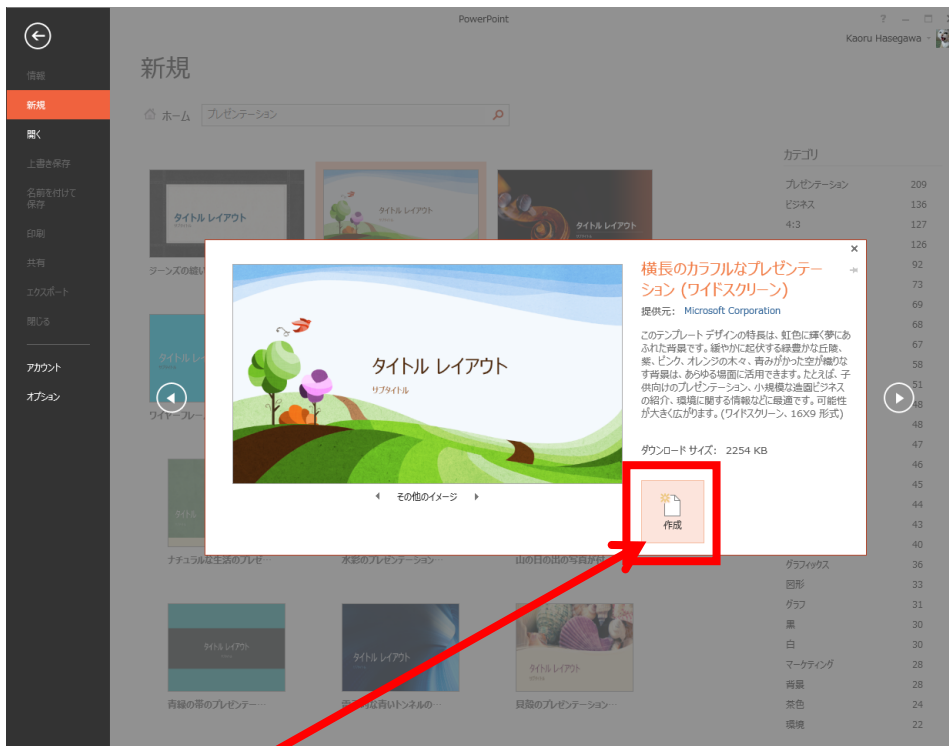 PowerPoint
?
Kaoru Hasegawa
情報
新規
開く
上書き保存
名前を付けて
保存
印刷
共有
エクスポート
閉じる
アカウント
オプション
新規
ホーム
プレゼンテーション
タイトル レイアウト
タイトル レイアウト
タイトル レイアウト
ジーンズの縫い
横長のカラフルなプレゼンテー
ション (ワイドスクリーン)
提供元: Microsoft Corporation
このテンプレート デザインの特長は、虹色に輝く夢にあ
ふれた背景です。緩やかに起伏する緑豊かな丘陵、
紫、ピンク、オレンジの木々、青みがかった空が織りな
す背景は、あらゆる場面に活用できます。たとえば、子
供向けのプレゼンテーション、小規模な造園ビジネス
の紹介、環境に関する情報などに最適です。可能性
が大きく広がります。(ワイドスクリーン、16X9 形式)
ダウンロード サイズ: 2254 KB
作成
タイトル レイアウト
サブタイトル
その他のイメージ
タイトル レ
ワイヤーフレー
タイトル
ナチュラルな生活のプレゼ…
水彩のプレゼンテーション…
山の日の出の写真が付
タイトル レイアウト
タイトル レイアウト
タイトル レイアウト
青緑の帯のプレゼンテー…
な青いトンネルの…
貝殻のプレゼンテーション…
カテゴリ
プレゼンテーション 209
ビジネス 136
4:3 127
126
92
73
69
68
67
58
51
48
48
47
46
45
44
43
40
グラフィックス 36
図形 33
グラフ 31
黒 30
白 30
マーケティング 28
背景 28
茶色 24
環境 22